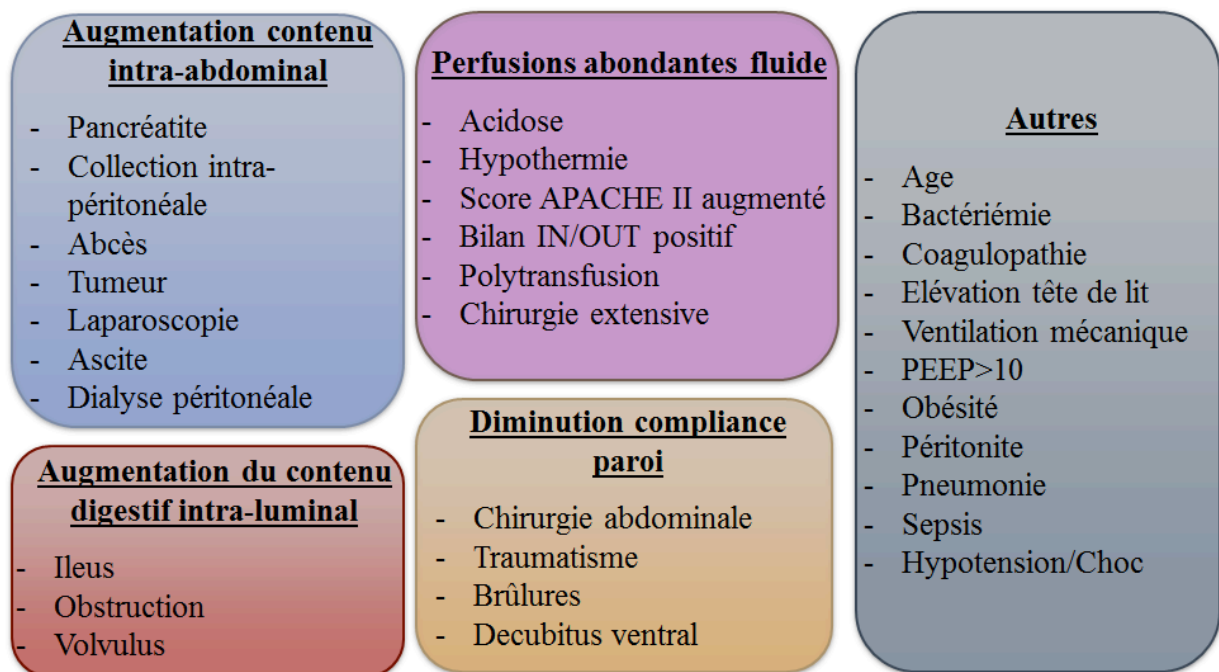 Augmentation contenu
intra-abdominal
- Pancréatite
- Collection intra-
péritonéale
- Abcès
- Tumeur
- Laparoscopie
- Ascite
- Dialyse péritonéale
Perfusions abondantes fluide
- Acidose
- Hypothermie
- Score APACHE II augmenté
- Bilan IN/OUT positif
- Polytransfusion
- Chirurgie extensive
Autres
- Age
- Bactériémie
- Coagulopathie
- Elévation tête de lit
- Ventilation mécanique
- PEEP>10
- Obésité
- Péritonite
- Pneumonie
- Sepsis
- Hypotension/Choc
Augmentation du contenu
digestif intra-luminal
- Ileus
- Obstruction
- Volvulus
Diminution compliance
paroi
- Chirurgie abdominale
- Traumatisme
- Brûlures
- Decubitus ventral